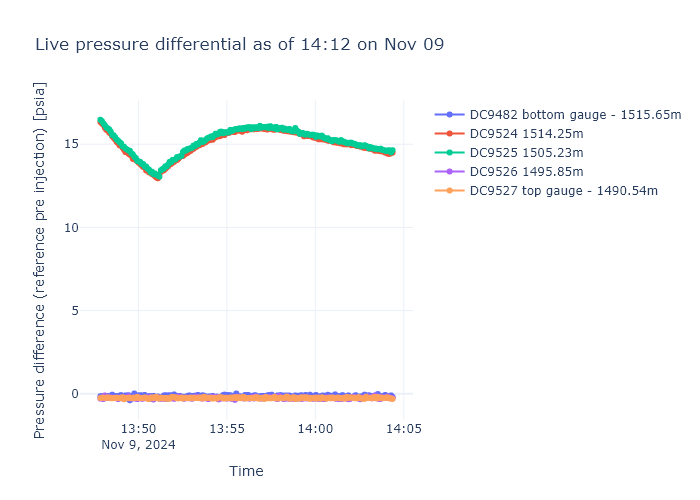 Live pressure differential as of 14:12 on Nov 09
Pressure difference (reference pre injection) [psia]
15
10
5
0
13:50
Nov 9, 2024
13:55
14:00
14:05
Time
DC9482 bottom gauge - 1515.65m
DC9524 1514.25m
DC9525 1505.23m
DC9526 1495.85m
DC9527 top gauge - 1490.54m